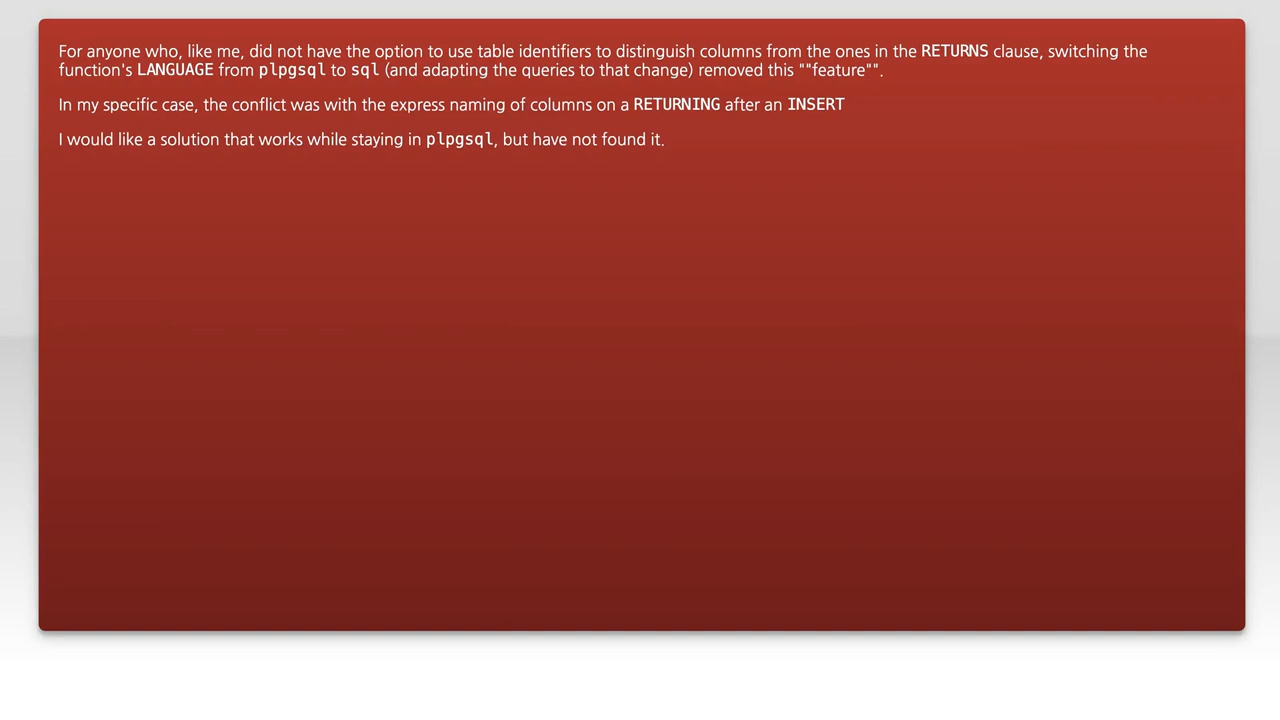 For anyone who, like me, did not have the option to use table identifiers to distinguish columns from the ones in the RETURNS clause, switching the
function's LANGUAGE from plpgsql to sql (and adapting the queries to that change) removed this ""feature"".
In my specific case, the conflict was with the express naming of columns on a RETURNING after an INSERT
I would like a solution that works while staying in plpgsql, but have not found it.